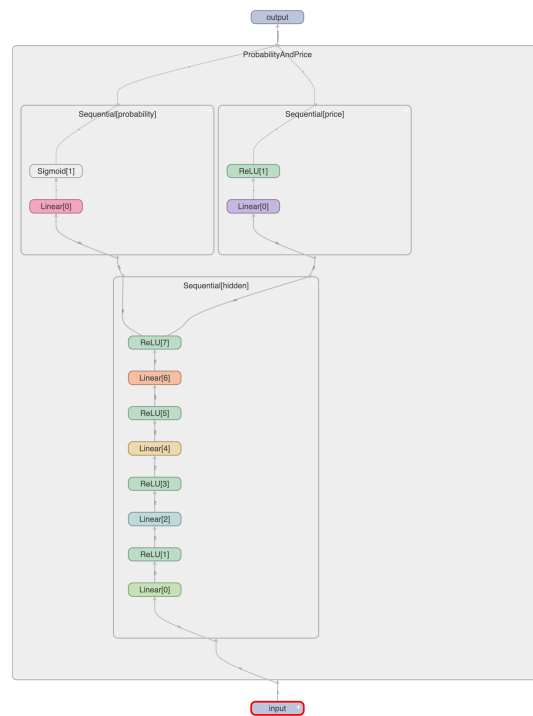 output
ProbabilityAndPrice
Sequential[probability]
Sequential[price]
Sigmoid[1]
ReLU[1]
Linear[0]
Linear[0]
Sequential[hidden]
ReLU[7]
Linear[6]
ReLU[5]
Linear[4]
ReLU[3]
Linear[2]
ReLU[1]
Linear[0]
input